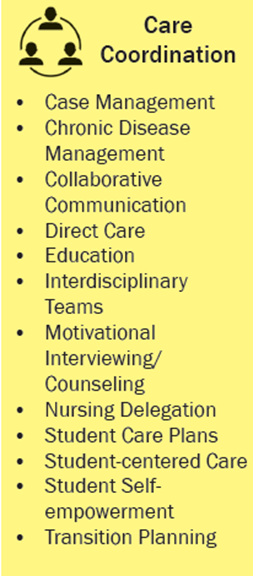 Care
Coordination
• Case Management
• Chronic Disease
Management
• Collaborative
Communication
• Direct Care
• Education
• Interdisciplinary
Teams
• Motivational
Interviewing/
Counseling
• Nursing Delegation
• Student Care Plans
• Student-centered Care
• Student Self-
empowerment
• Transition Planning